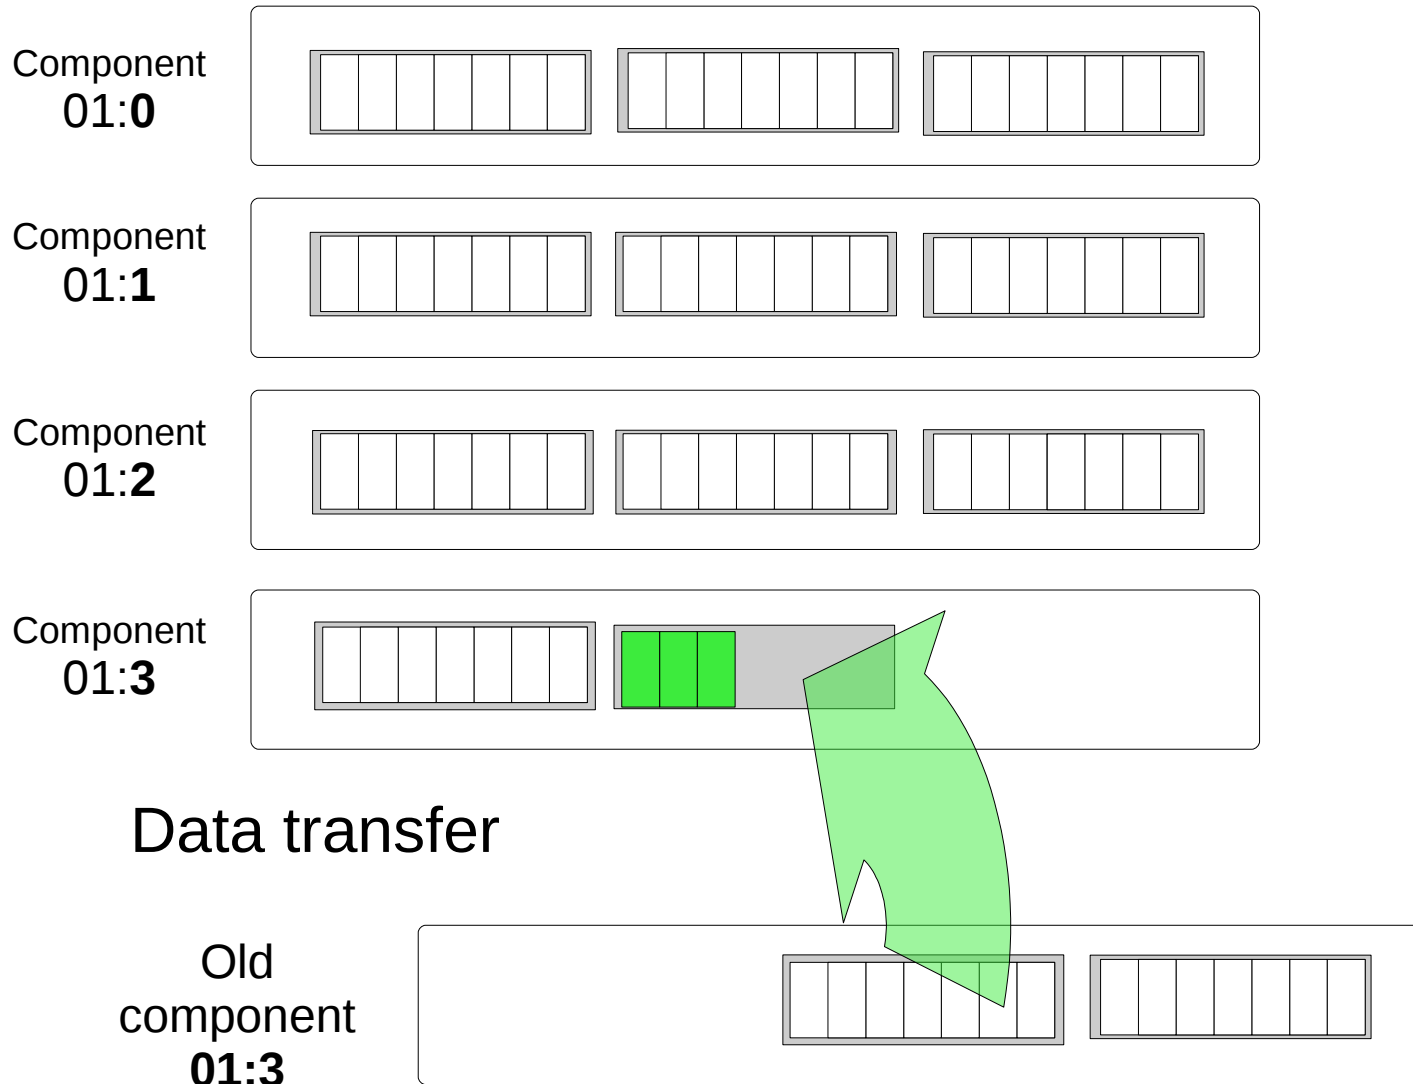 Component
01:0
Component
01:1
Component
01:2
Component
01:3
Data transfer
Old
component
01:3